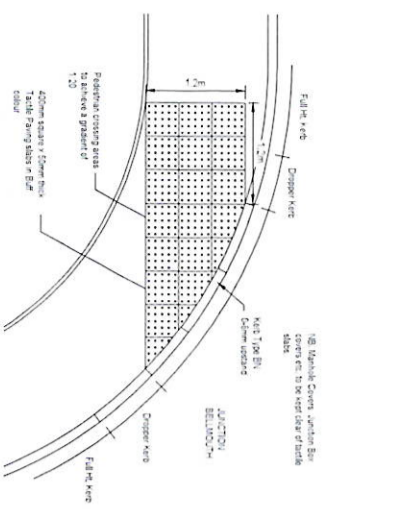 NB. Manhole Covers, Junction Box
covers etc. to be kept clear of tactile
slabs.
Full Ht. Kerb
Dropper Kerb
1.2m
Kerb Type BN
0-6mm upstand
JUNCTION
BELLMOUTH
Dropper Kerb
Full Ht. Kerb
Pedestrian crossing areas
to achieve a gradient of
1:20
400mm square x 50mm thick
Tactile Paving slabs in Buff
colour